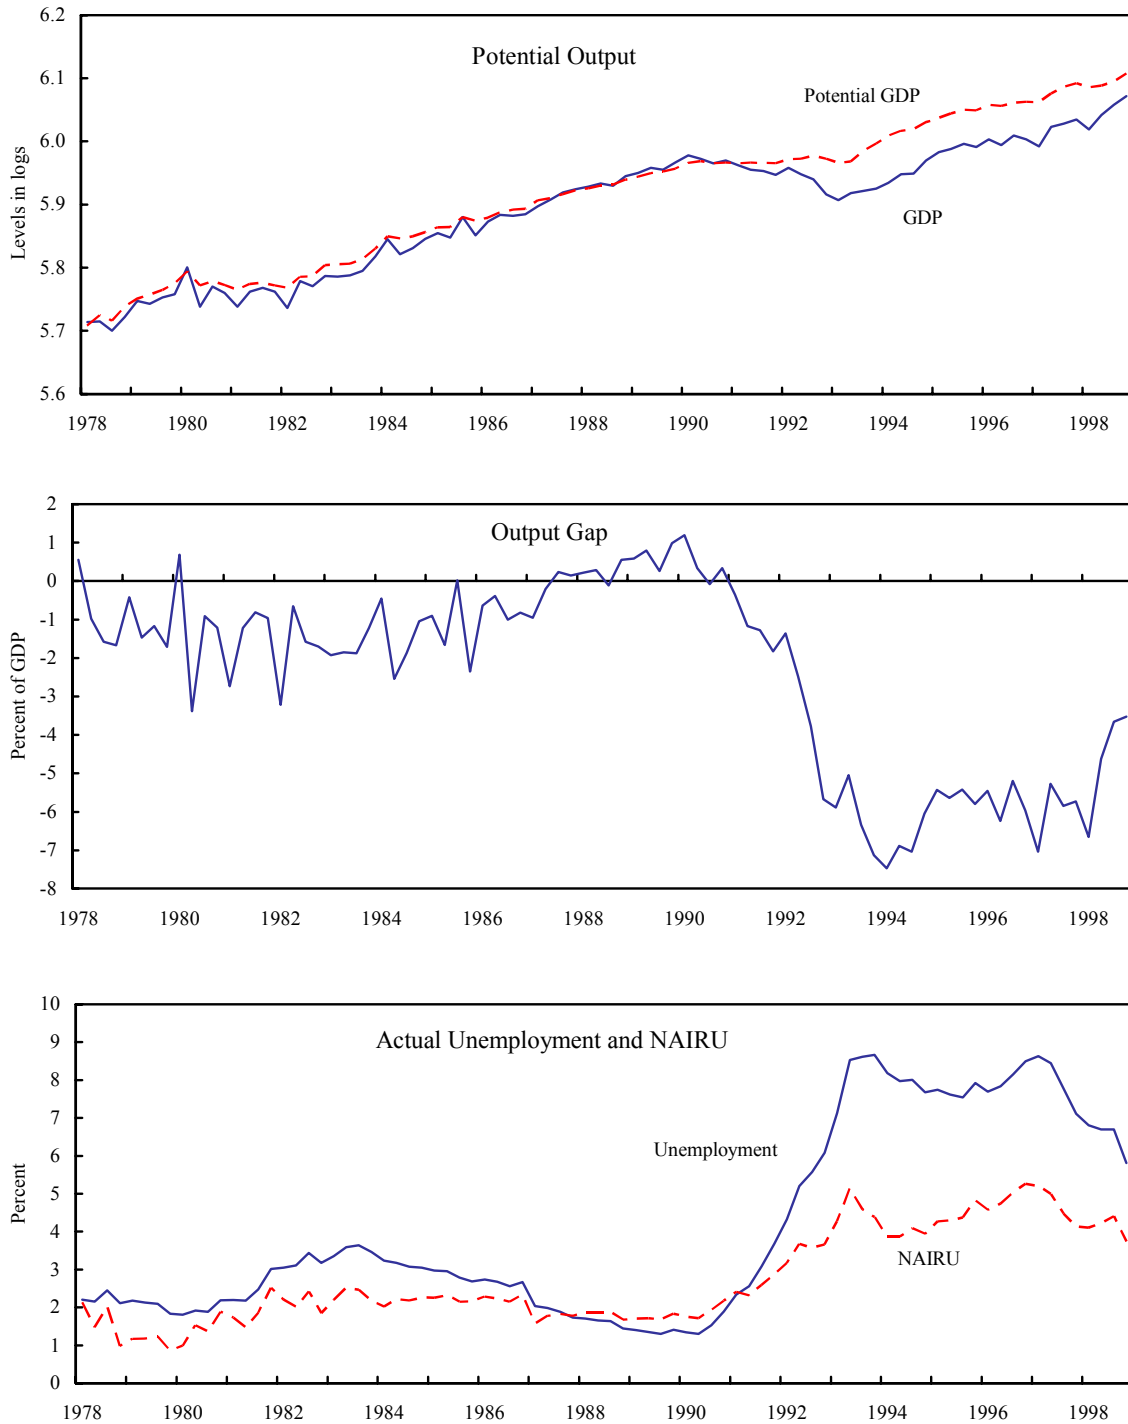 6.2
Potential Output
6.1
Potential GDP
6.0
5.9
GDP
5.8
5.7
5.6
Levels in logs
1978 1980 1982 1984 1986 1988 1990 1992 1994 1996 1998
2
Output Gap
1
0
-1
-2
-3
-4
-5
-6
-7
-8
Percent of GDP
1978 1980 1982 1984 1986 1988 1990 1992 1994 1996 1998
10
Actual Unemployment and NAIRU
9
8
7
6
Unemployment
5
4
NAIRU
3
2
1
0
Percent
1978 1980 1982 1984 1986 1988 1990 1992 1994 1996 1998